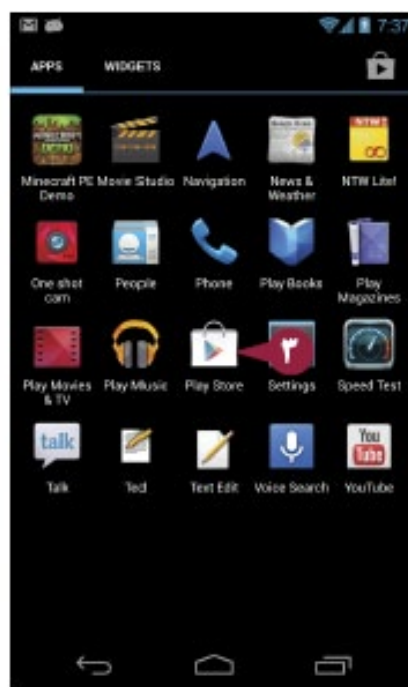 7:37
APPS WIDGETS
Minecraft PE Demo Movie Studio Navigation News & Weather NTW Lite!
One shot cam People Phone Play Books Play Magazines
٣
Play Movies & TV Play Music Play Store Settings Speed Test
talk You Tube
Talk Ted Text Edit Voice Search YouTube